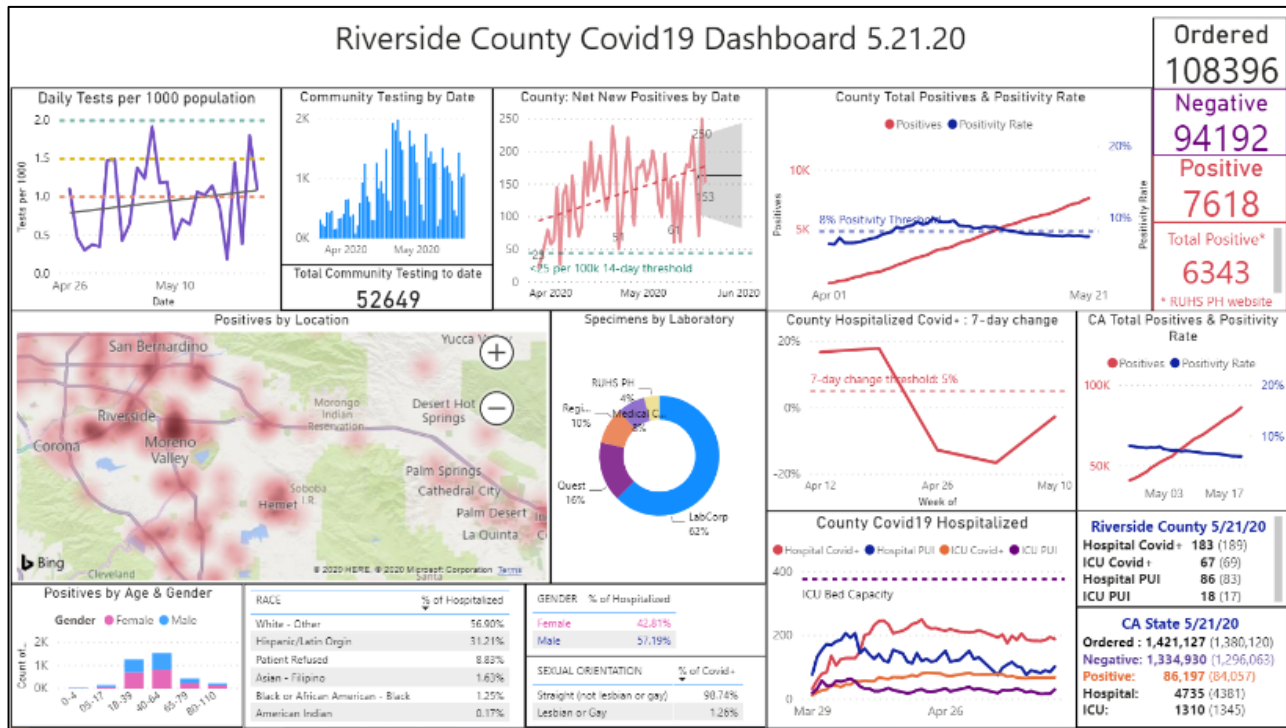 Riverside County Covid19 Dashboard 5.21.20
Ordered
108396
Negative
94192
Positive
7618
Total Positive*
6343
* RUHS PH website
Daily Tests per 1000 population
Tests per 1000
2.0
1.5
1.0
0.5
0.0
Apr 26
May 10
Date
Community Testing by Date
2K
1K
0K
Apr 2020
May 2020
Total Community Testing to date
52649
County: Net New Positives by Date
250
200
150
100
50
0
250
153
23
51
61
<25 per 100k 14-day threshold
Apr 2020
May 2020
Jun 2020
County Total Positives & Positivity Rate
Positives
Positivity Rate
10K
5K
20%
10%
8% Positivity Threshold
Positives
Positivity Rate
Apr 01
May 21
Positives by Location
San Bernardino
Yucca
Riverside
Corona
Moreno
Valley
Morongo
Indian
Reservation
Desert Hot
Springs
Palm Springs
Cathedral City
Palm Desert
La Quinta
Hemet
Soboba
I.R.
Cleveland
Santa
Bing
© 2020 HERE, © 2020 Microsoft Corporation Terms
Specimens by Laboratory
RUHS PH
4%
Medical C...
8%
Regi...
10%
Quest
16%
LabCorp
62%
County Hospitalized Covid+ : 7-day change
20%
7-day change threshold: 5%
0%
-20%
Apr 12
Apr 26
May 10
Week of
CA Total Positives & Positivity
Rate
Positives
Positivity Rate
100K
50K
20%
10%
May 03
May 17
County Covid19 Hospitalized
Hospital Covid+
Hospital PUI
ICU Covid+
ICU PUI
400
200
0
ICU Bed Capacity
Mar 29
Apr 26
Riverside County 5/21/20
Hospital Covid+ 183 (189)
ICU Covid+ 67 (69)
Hospital PUI 86 (83)
ICU PUI 18 (17)
CA State 5/21/20
Ordered : 1,421,127 (1,380,120)
Negative: 1,334,930 (1,296,063)
Positive: 86,197 (84,057)
Hospital: 4735 (4381)
ICU: 1310 (1345)
Positives by Age & Gender
Gender
Female
Male
Count of...
2K
1K
0K
0-4
05-17
18-39
40-64
65-79
80-110
RACE % of Hospitalized
White - Other 56.90%
Hispanic/Latin Orgin 31.21%
Patient Refused 8.83%
Asian - Filipino 1.63%
Black or African American - Black 1.25%
American Indian 0.17%
GENDER % of Hospitalized
Female 42.81%
Male 57.19%
SEXUAL ORIENTATION % of Covid+
Straight (not lesbian or gay) 98.74%
Lesbian or Gay 1.26%